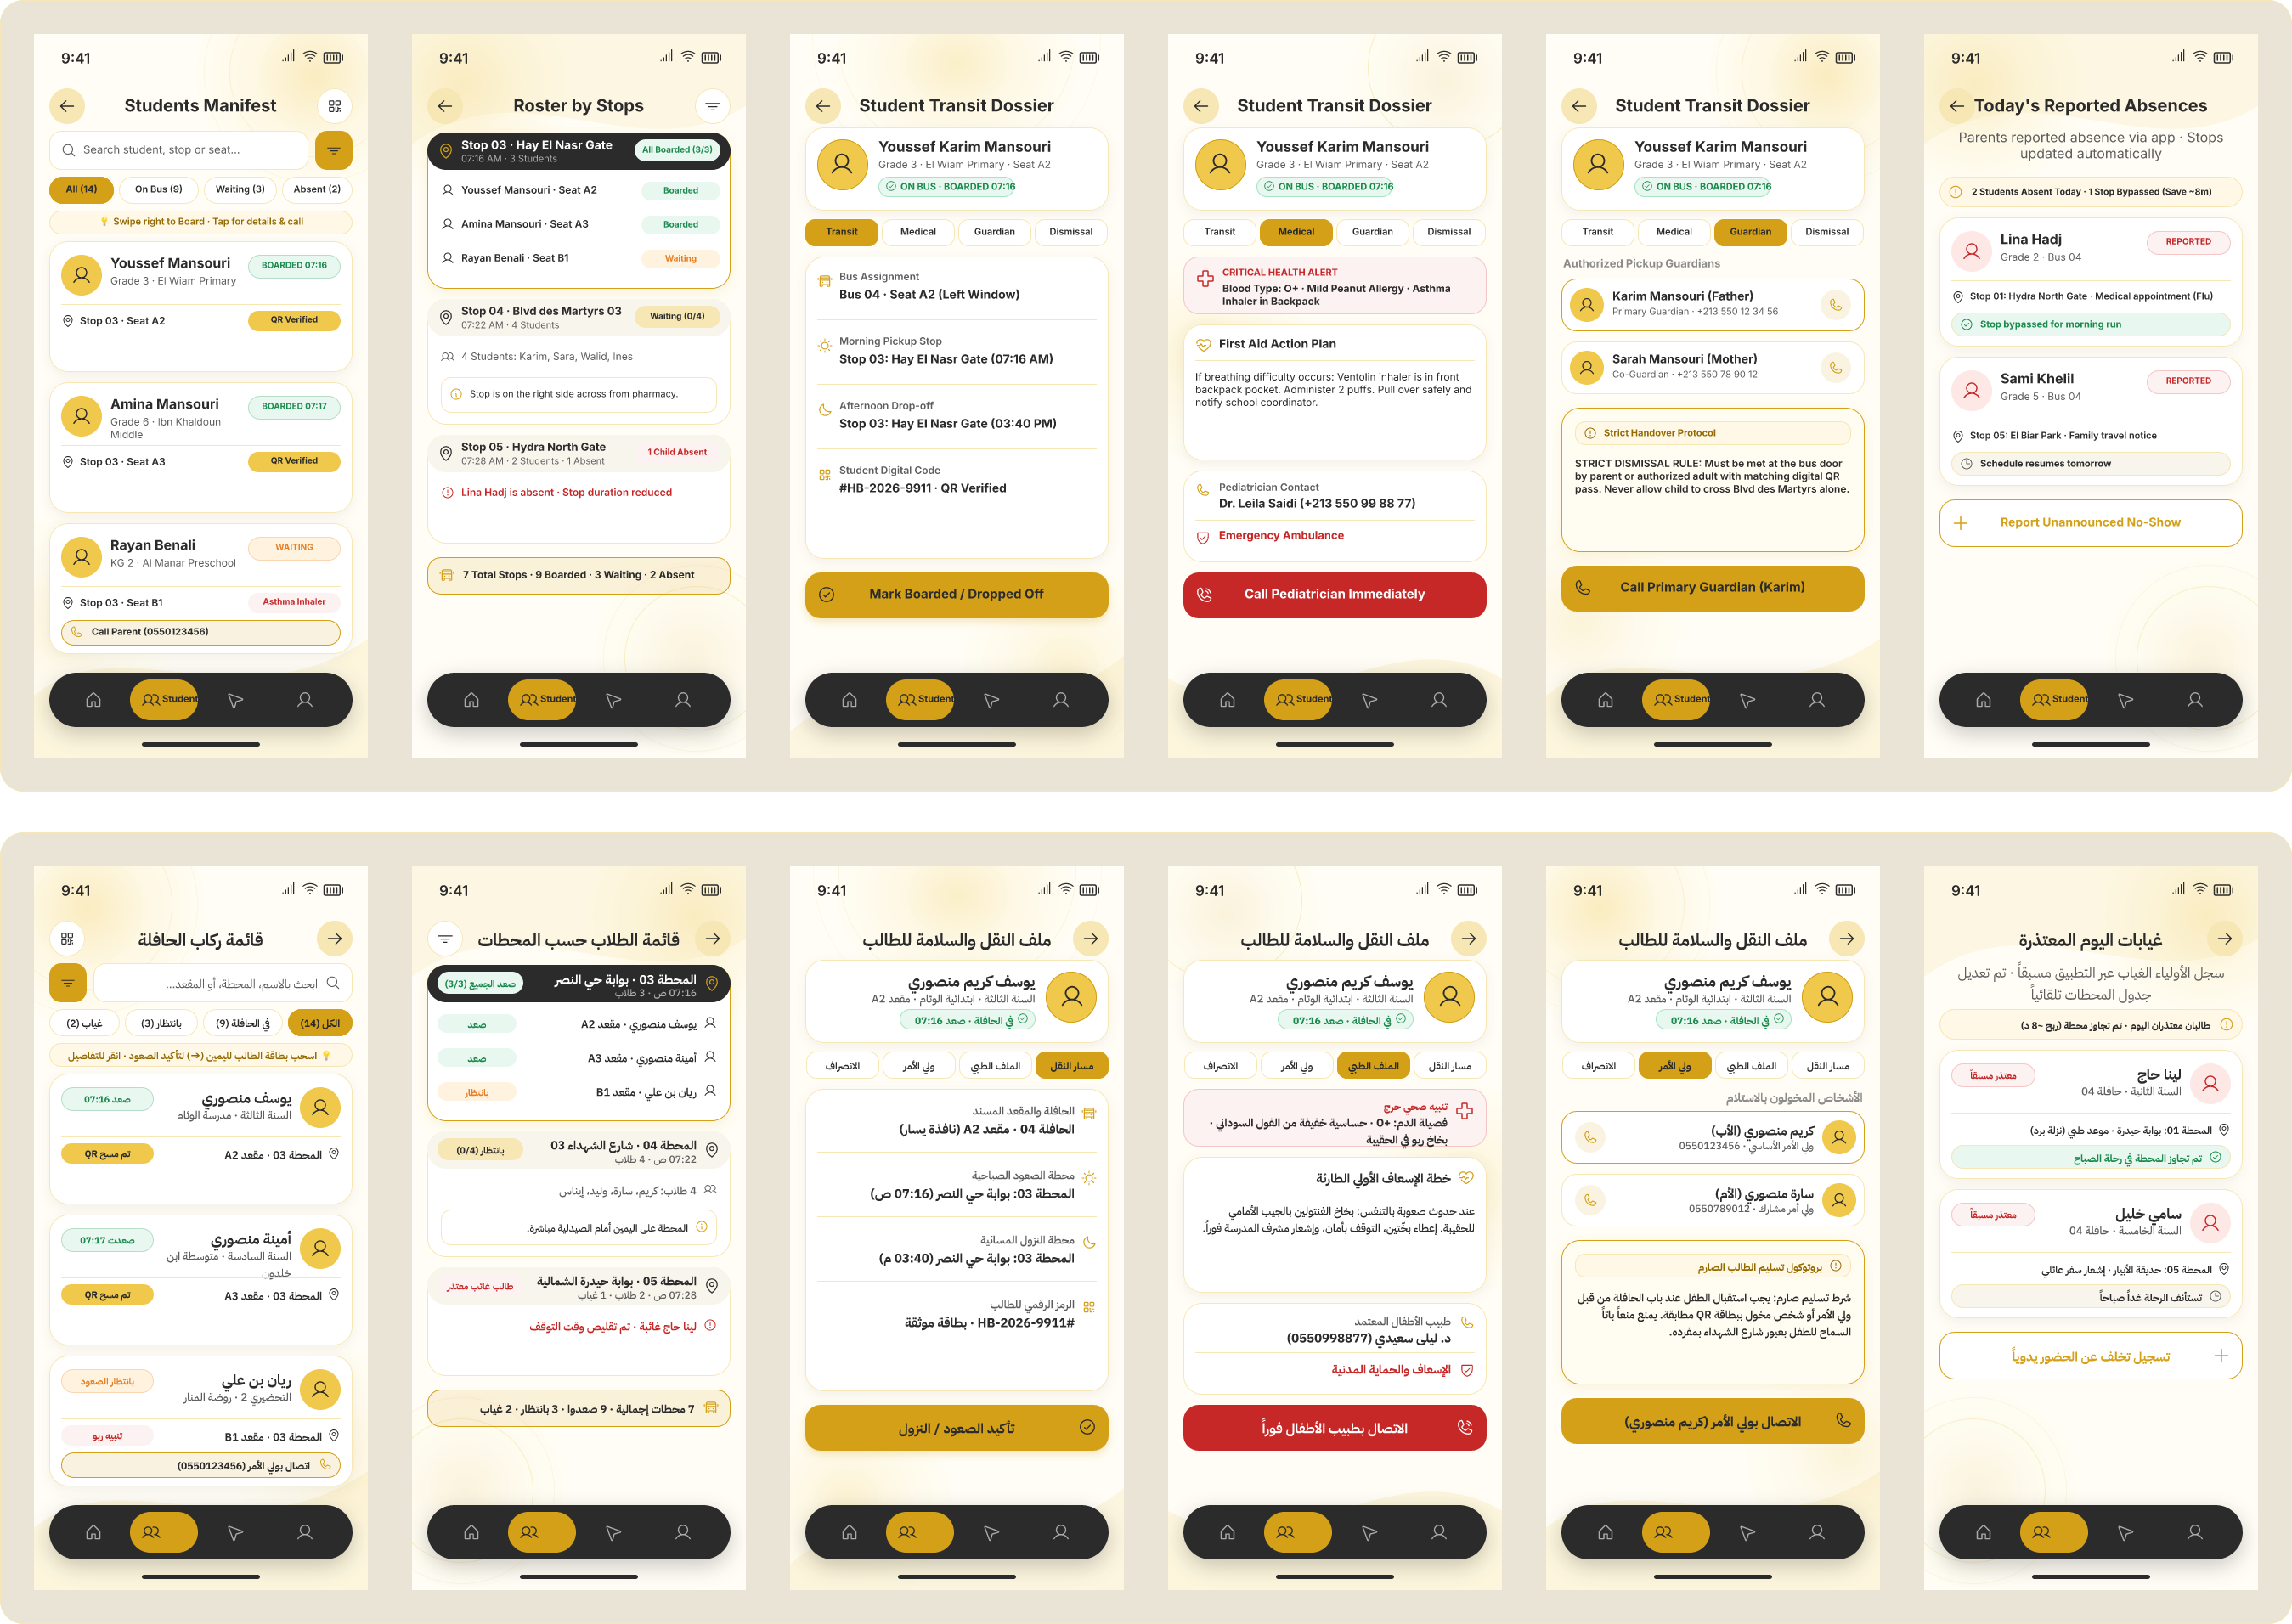 9:41
Students Manifest
Search student, stop or seat...
All (14)
On Bus (9)
Waiting (3)
Absent (2)
💡 Swipe right to Board · Tap for details & call
Youssef Mansouri
BOARDED 07:16
Grade 3 · El Wiam Primary
Stop 03 · Seat A2
QR Verified
Amina Mansouri
BOARDED 07:17
Grade 6 · Ibn Khaldoun
Middle
Stop 03 · Seat A3
QR Verified
Rayan Benali
WAITING
KG 2 · Al Manar Preschool
Stop 03 · Seat B1
Asthma Inhaler
Call Parent (0550123456)
Student
9:41
Roster by Stops
Stop 03 · Hay El Nasr Gate
07:16 AM · 3 Students
All Boarded (3/3)
Youssef Mansouri · Seat A2
Boarded
Amina Mansouri · Seat A3
Boarded
Rayan Benali · Seat B1
Waiting
Stop 04 · Blvd des Martyrs 03
07:22 AM · 4 Students
Waiting (0/4)
4 Students: Karim, Sara, Walid, Ines
Stop is on the right side across from pharmacy.
Stop 05 · Hydra North Gate
07:28 AM · 2 Students · 1 Absent
1 Child Absent
Lina Hadj is absent · Stop duration reduced
7 Total Stops · 9 Boarded · 3 Waiting · 2 Absent
Student
9:41
Student Transit Dossier
Youssef Karim Mansouri
Grade 3 · El Wiam Primary · Seat A2
ON BUS · BOARDED 07:16
Transit
Medical
Guardian
Dismissal
Bus Assignment
Bus 04 · Seat A2 (Left Window)
Morning Pickup Stop
Stop 03: Hay El Nasr Gate (07:16 AM)
Afternoon Drop-off
Stop 03: Hay El Nasr Gate (03:40 PM)
Student Digital Code
#HB-2026-9911 · QR Verified
Mark Boarded / Dropped Off
Student
9:41
Student Transit Dossier
Youssef Karim Mansouri
Grade 3 · El Wiam Primary · Seat A2
ON BUS · BOARDED 07:16
Transit
Medical
Guardian
Dismissal
CRITICAL HEALTH ALERT
Blood Type: O+ · Mild Peanut Allergy · Asthma
Inhaler in Backpack
First Aid Action Plan
If breathing difficulty occurs: Ventolin inhaler is in front
backpack pocket. Administer 2 puffs. Pull over safely and
notify school coordinator.
Pediatrician Contact
Dr. Leila Saidi (+213 550 99 88 77)
Emergency Ambulance
Call Pediatrician Immediately
Student
9:41
Student Transit Dossier
Youssef Karim Mansouri
Grade 3 · El Wiam Primary · Seat A2
ON BUS · BOARDED 07:16
Transit
Medical
Guardian
Dismissal
Authorized Pickup Guardians
Karim Mansouri (Father)
Primary Guardian · +213 550 12 34 56
Sarah Mansouri (Mother)
Co-Guardian · +213 550 78 90 12
Strict Handover Protocol
STRICT DISMISSAL RULE: Must be met at the bus door
by parent or authorized adult with matching digital QR
pass. Never allow child to cross Blvd des Martyrs alone.
Call Primary Guardian (Karim)
Student
9:41
Today's Reported Absences
Parents reported absence via app · Stops
updated automatically
2 Students Absent Today · 1 Stop Bypassed (Save ~8m)
Lina Hadj
REPORTED
Grade 2 · Bus 04
Stop 01: Hydra North Gate · Medical appointment (Flu)
Stop bypassed for morning run
Sami Khelil
REPORTED
Grade 5 · Bus 04
Stop 05: El Biar Park · Family travel notice
Schedule resumes tomorrow
Report Unannounced No-Show
Student
9:41
قائمة ركاب الحافلة
ابحث بالاسم، المحطة، أو المقعد...
الكل (14)
في الحافلة (9)
بانتظار (3)
غياب (2)
💡 اسحب بطاقة الطالب لليمين (→) لتأكيد الصعود · انقر للتفاصيل
يوسف منصوري
صعد 07:16
السنة الثالثة · مدرسة الوئام
المحطة 03 · مقعد A2
تم مسح QR
أمينة منصوري
صعدت 07:17
السنة السادسة · متوسطة ابن
خلدون
المحطة 03 · مقعد A3
تم مسح QR
ريان بن علي
بانتظار الصعود
التحضيري 2 · روضة المنار
المحطة 03 · مقعد B1
تنبيه ربو
اتصال بولي الأمر (0550123456)
9:41
قائمة الطلاب حسب المحطات
المحطة 03 · بوابة حي النصر
07:16 ص · 3 طلاب
صعد الجميع (3/3)
يوسف منصوري · مقعد A2
صعد
أمينة منصوري · مقعد A3
صعد
ريان بن علي · مقعد B1
بانتظار
المحطة 04 · شارع الشهداء 03
07:22 ص · 4 طلاب
بانتظار (0/4)
4 طلاب: كريم، سارة، وليد، إيناس
المحطة على اليمين أمام الصيدلية مباشرة.
المحطة 05 · بوابة حيدرة الشمالية
07:28 ص · 2 طلاب · 1 غياب
طالب غائب معتذر
لينا حاج غائبة · تم تقليص وقت التوقف
7 محطات إجمالية · 9 صعدوا · 3 بانتظار · 2 غياب
9:41
ملف النقل والسلامة للطالب
يوسف كريم منصوري
السنة الثالثة · ابتدائية الوئام · مقعد A2
في الحافلة · صعد 07:16
مسار النقل
الملف الطبي
ولي الأمر
الانصراف
الحافلة والمقعد المسند
الحافلة 04 · مقعد A2 (نافذة يسار)
محطة الصعود الصباحية
المحطة 03: بوابة حي النصر (07:16 ص)
محطة النزول المسائية
المحطة 03: بوابة حي النصر (03:40 م)
الرمز الرقمي للطالب
#HB-2026-9911 · بطاقة موثقة
تأكيد الصعود / النزول
9:41
ملف النقل والسلامة للطالب
يوسف كريم منصوري
السنة الثالثة · ابتدائية الوئام · مقعد A2
في الحافلة · صعد 07:16
مسار النقل
الملف الطبي
ولي الأمر
الانصراف
تنبيه صحي حرج
فصيلة الدم: O+ · حساسية خفيفة من الفول السوداني ·
بخاخ ربو في الحقيبة
خطة الإسعاف الأولي الطارئة
عند حدوث صعوبة بالتنفس: بخاخ الفنتولين بالجيب الأمامي
للحقيبة. إعطاء بخّتين، التوقف بأمان، وإشعار مشرف المدرسة فوراً.
طبيب الأطفال المعتمد
د. ليلى سعيدي (0550998877)
الإسعاف والحماية المدنية
الاتصال بطبيب الأطفال فوراً
9:41
ملف النقل والسلامة للطالب
يوسف كريم منصوري
السنة الثالثة · ابتدائية الوئام · مقعد A2
في الحافلة · صعد 07:16
مسار النقل
الملف الطبي
ولي الأمر
الانصراف
الأشخاص المخولون بالاستلام
كريم منصوري (الأب)
ولي الأمر الأساسي · 0550123456
سارة منصوري (الأم)
ولي أمر مشارك · 0550789012
بروتوكول تسليم الطالب الصارم
شرط تسليم صارم: يجب استقبال الطفل عند باب الحافلة من قبل
ولي الأمر أو شخص مخول ببطاقة QR مطابقة. يمنع منعاً باتاً
السماح للطفل بعبور شارع الشهداء بمفرده.
الاتصال بولي الأمر (كريم منصوري)
9:41
غيابات اليوم المعتذرة
سجل الأولياء الغياب عبر التطبيق مسبقاً · تم تعديل
جدول المحطات تلقائياً
طالبان معتذران اليوم · تم تجاوز محطة (ربح ~8 د)
لينا حاج
معتذر مسبقاً
السنة الثانية · حافلة 04
المحطة 01: بوابة حيدرة · موعد طبي (نزلة برد)
تم تجاوز المحطة في رحلة الصباح
سامي خليل
معتذر مسبقاً
السنة الخامسة · حافلة 04
المحطة 05: حديقة الأبيار · إشعار سفر عائلي
تستأنف الرحلة غداً صباحاً
تسجيل تخلف عن الحضور يدوياً